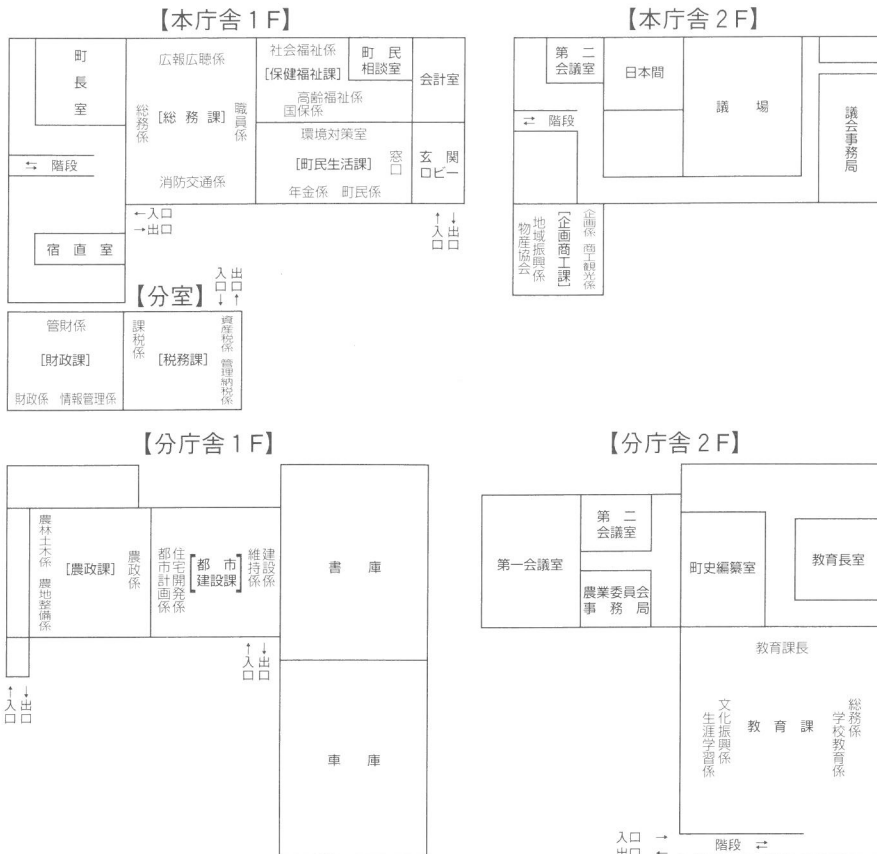 【本庁舎1F】
町長室
広報広聴係
総務係
[総務課]
職員係
消防交通係
社会福祉係
[保健福祉課]
高齢福祉係
国保係
町民
相談室
会計室
環境対策室
[町民生活課]
窓口
年金係 町民係
玄関
ロビー
⇆ 階段
宿直室
←入口
→出口
↑入口
↓出口
【本庁舎2F】
第二
会議室
日本間
議場
議会事務局
⇄ 階段
企画係 商工観光係
[企画商工課]
地域振興係
物産協会
【分室】
入口↓
出口↑
管財係
[財政課]
財政係 情報管理係
課税係
[税務課]
資産税係 管理納税係
【分庁舎1F】
農林土木係 農地整備係
[農政課]
農政係
都市計画係
住宅開発係
[都市
建設課]
維持係
建設係
書庫
車庫
↑入口
↓出口
↑入口
↓出口
【分庁舎2F】
第一会議室
第二
会議室
農業委員会
事務局
町史編纂室
教育長室
教育課長
文化振興係
生涯学習係
教育課
総務係
学校教育係
入口 →
出口 ←
階段 ⇄